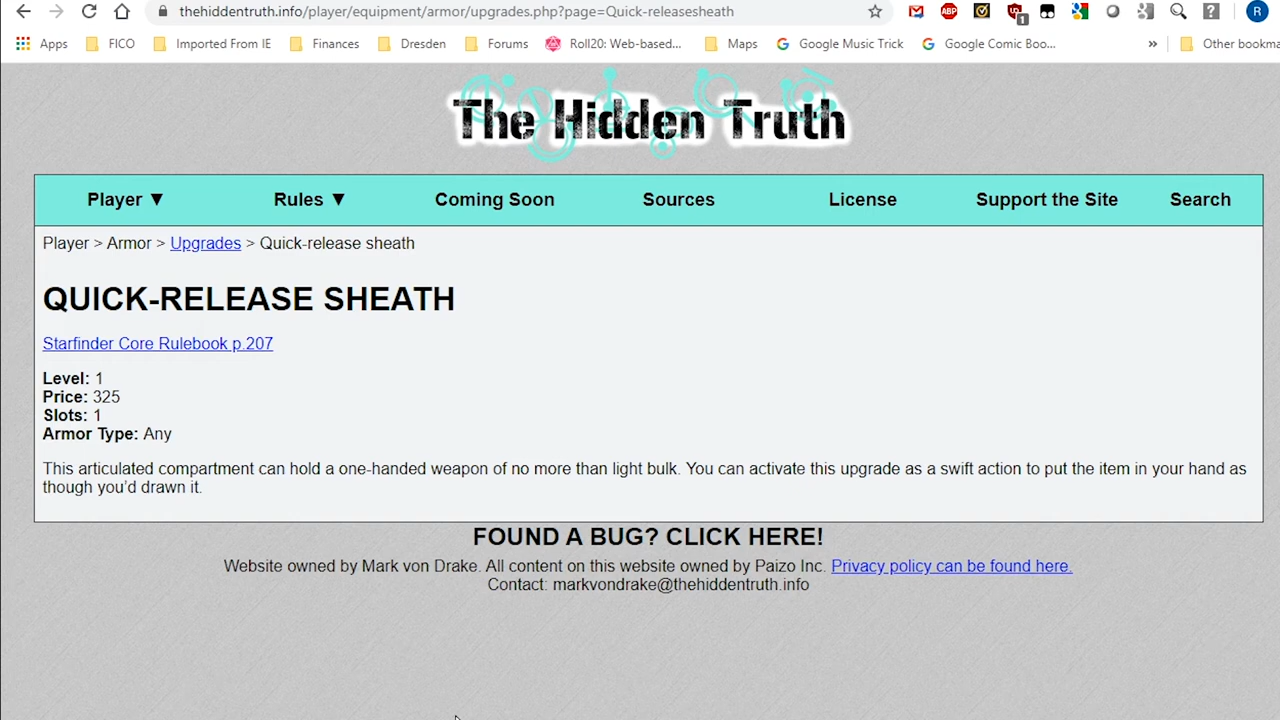 thehiddentruth.info/player/equipment/armor/upgrades.php?page=Quick-releasesheath
ABP
1
?
R
Apps
FICO
Imported From IE
Finances
Dresden
Forums
Roll20: Web-based...
Maps
Google Music Trick
Google Comic Boo...
»
Other bookma
The Hidden Truth
Player ▼
Rules ▼
Coming Soon
Sources
License
Support the Site
Search
Player > Armor > Upgrades > Quick-release sheath
QUICK-RELEASE SHEATH
Starfinder Core Rulebook p.207
Level: 1
Price: 325
Slots: 1
Armor Type: Any
This articulated compartment can hold a one-handed weapon of no more than light bulk. You can activate this upgrade as a swift action to put the item in your hand as
though you'd drawn it.
FOUND A BUG? CLICK HERE!
Website owned by Mark von Drake. All content on this website owned by Paizo Inc. Privacy policy can be found here.
Contact: markvondrake@thehiddentruth.info